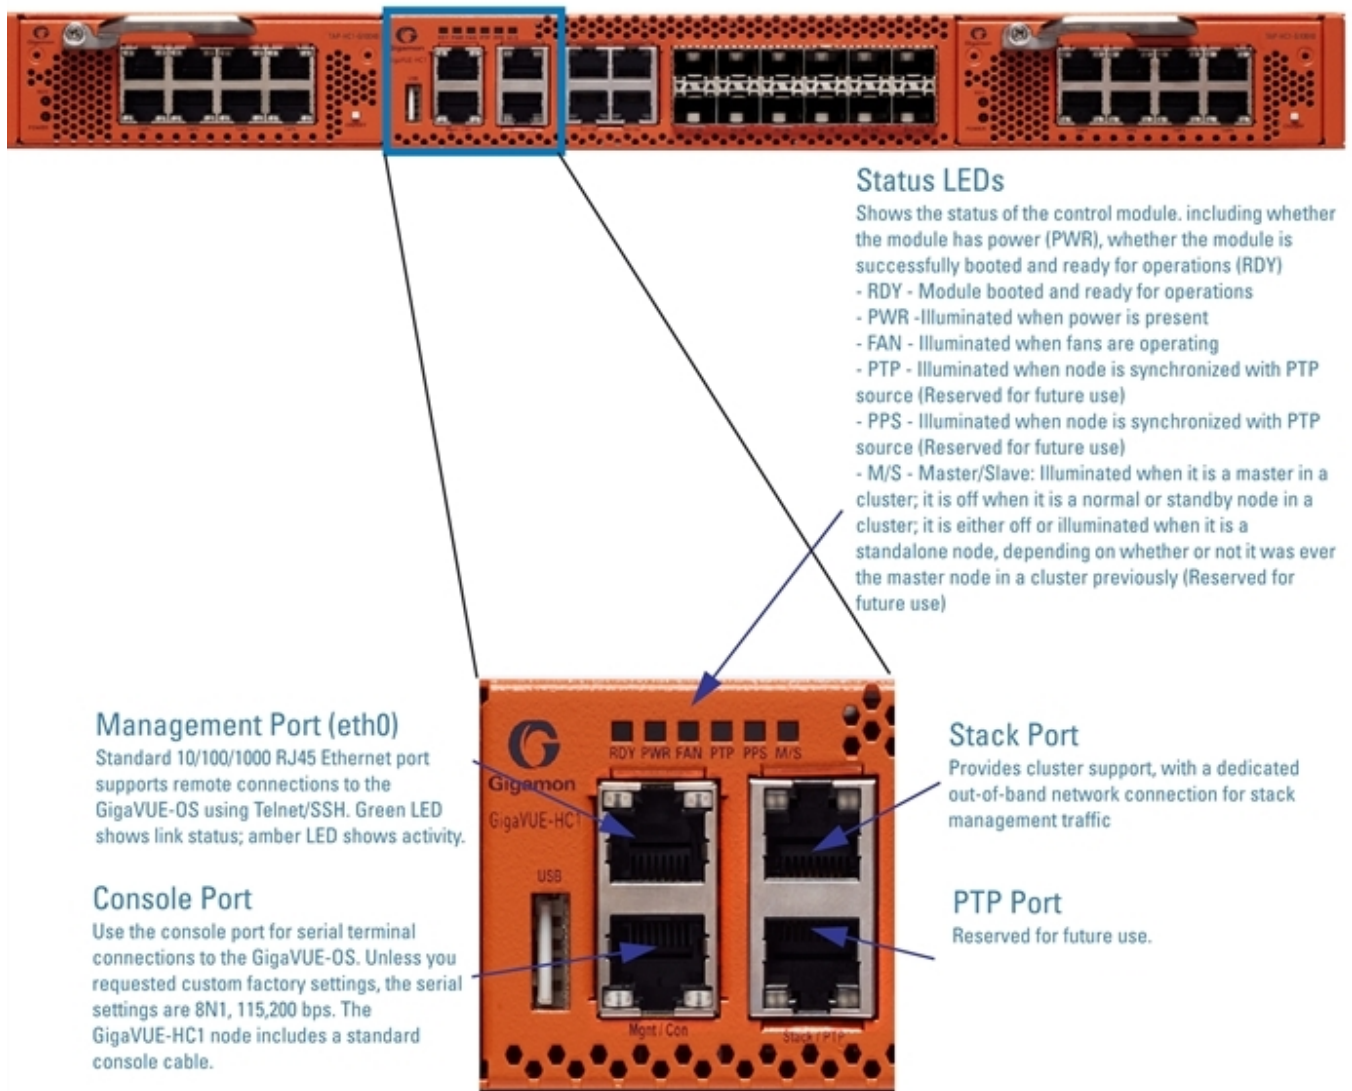 Gigamon
GigaVUE-HC1
Gigamon
Status LEDs
Shows the status of the control module. including whether
the module has power (PWR), whether the module is
successfully booted and ready for operations (RDY)
- RDY - Module booted and ready for operations
- PWR -Illuminated when power is present
- FAN - Illuminated when fans are operating
- PTP - Illuminated when node is synchronized with PTP
source (Reserved for future use)
- PPS - Illuminated when node is synchronized with PTP
source (Reserved for future use)
- M/S - Master/Slave: Illuminated when it is a master in a
cluster; it is off when it is a normal or standby node in a
cluster; it is either off or illuminated when it is a
standalone node, depending on whether or not it was ever
the master node in a cluster previously (Reserved for
future use)
Management Port (eth0)
Standard 10/100/1000 RJ45 Ethernet port
supports remote connections to the
GigaVUE-OS using Telnet/SSH. Green LED
shows link status; amber LED shows activity.
Console Port
Use the console port for serial terminal
connections to the GigaVUE-OS. Unless you
requested custom factory settings, the serial
settings are 8N1, 115,200 bps. The
GigaVUE-HC1 node includes a standard
console cable.
RDY PWR FAN PTP PPS M/S
Gigamon
GigaVUE-HC1
USB
Mgnt / Con
Stack / PTP
Stack Port
Provides cluster support, with a dedicated
out-of-band network connection for stack
management traffic
PTP Port
Reserved for future use.